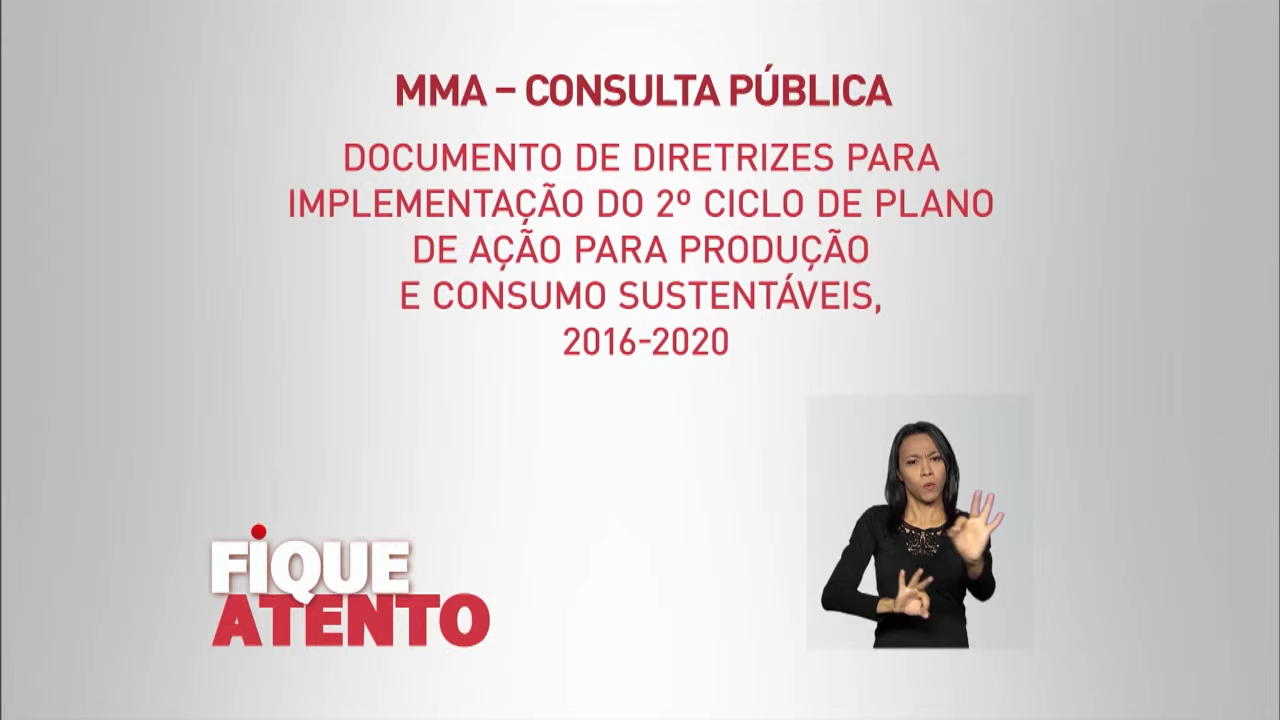 MMA – CONSULTA PÚBLICA
DOCUMENTO DE DIRETRIZES PARA
IMPLEMENTAÇÃO DO 2º CICLO DE PLANO
DE AÇÃO PARA PRODUÇÃO
E CONSUMO SUSTENTÁVEIS,
2016-2020
FIQUE
ATENTO